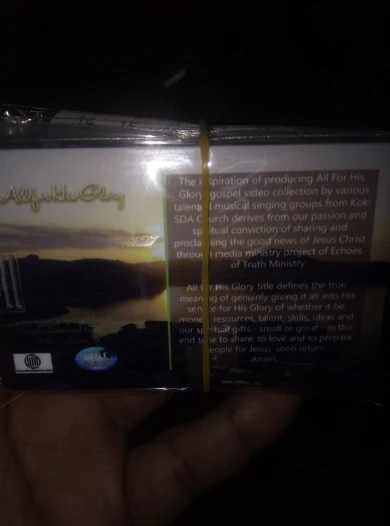 All for His Glory
The inspiration of producing All For His
Glory gospel video collection by various
talented musical singing groups from Koki
SDA Church derives from our passion and
spiritual conviction of sharing and
proclaiming the good news of Jesus Christ
through media ministry project of Echoes
of Truth Ministry
All for His Glory title defines the true
meaning of genuinly giving it all into His
service for His Glory of whether it be:
money, resources, talent, skills, ideas and
our spiritual gifts - small or great - in this
end time to share, to love and to prepare
people for Jesus' soon return.
Amen.